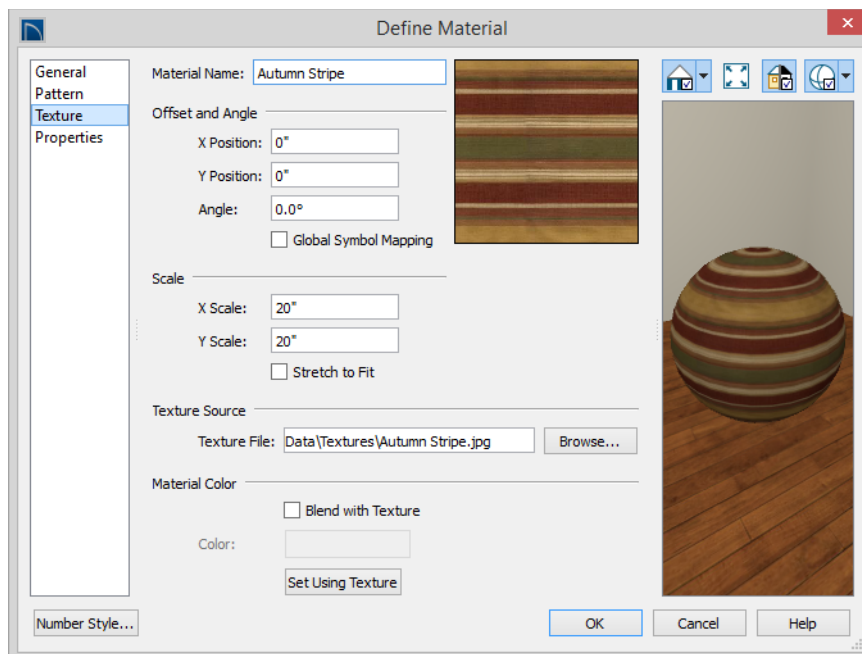 Define Material
General
Pattern
Texture
Properties
Material Name: Autumn Stripe
Offset and Angle
X Position: 0"
Y Position: 0"
Angle: 0.0°
Global Symbol Mapping
Scale
X Scale: 20"
Y Scale: 20"
Stretch to Fit
Texture Source
Texture File: Data\Textures\Autumn Stripe.jpg Browse...
Material Color
Blend with Texture
Color:
Set Using Texture
Number Style... OK Cancel Help